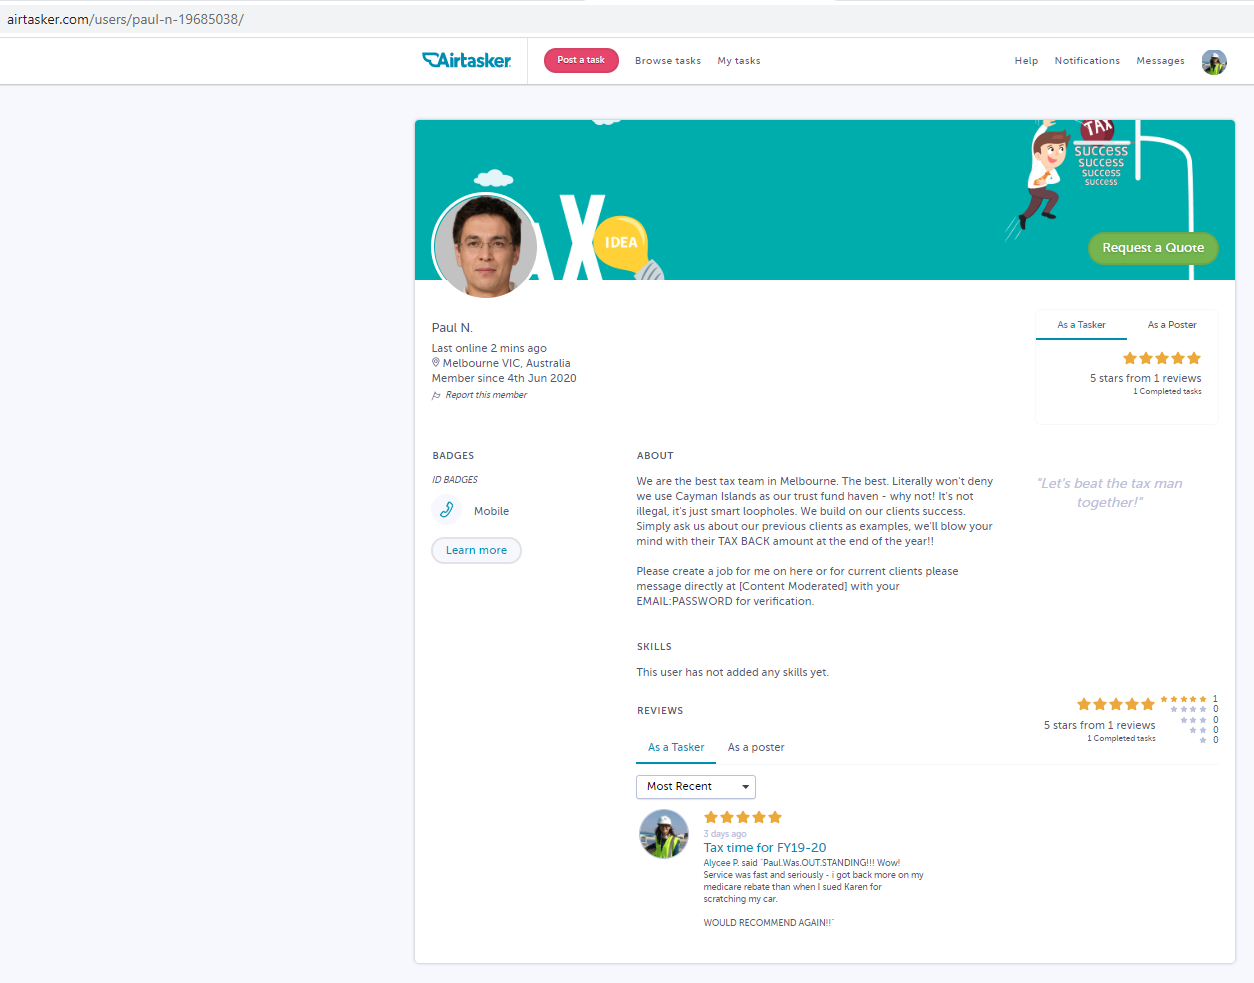 airtasker.com/users/paul-n-19685038/
Airtasker
Post a task
Browse tasks
My tasks
Help
Notifications
Messages
TAX
success
success
success
success
AX
IDEA
Request a Quote
Paul N.
Last online 2 mins ago
Melbourne VIC, Australia
Member since 4th Jun 2020
Report this member
As a Tasker
As a Poster
5 stars from 1 reviews
1 Completed tasks
BADGES
ID BADGES
Mobile
Learn more
ABOUT
We are the best tax team in Melbourne. The best. Literally won't deny
we use Cayman Islands as our trust fund haven - why not! It's not
illegal, it's just smart loopholes. We build on our clients success.
Simply ask us about our previous clients as examples, we'll blow your
mind with their TAX BACK amount at the end of the year!!
Please create a job for me on here or for current clients please
message directly at [Content Moderated] with your
EMAIL:PASSWORD for verification.
"Let's beat the tax man
together!"
SKILLS
This user has not added any skills yet.
REVIEWS
5 stars from 1 reviews
1 Completed tasks
1
0
0
0
0
As a Tasker
As a poster
Most Recent
3 days ago
Tax time for FY19-20
Alycee P. said "Paul.Was.OUT.STANDING!!! Wow!
Service was fast and seriously - i got back more on my
medicare rebate than when I sued Karen for
scratching my car.
WOULD RECOMMEND AGAIN!!"